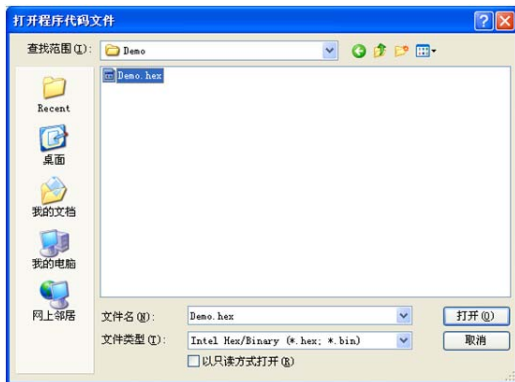 打开程序代码文件
查找范围(I):
Demo
Demo.hex
Recent
桌面
我的文档
我的电脑
网上邻居
文件名(N):
Demo.hex
打开(O)
文件类型(T):
Intel Hex/Binary (*.hex; *.bin)
取消
以只读方式打开(R)